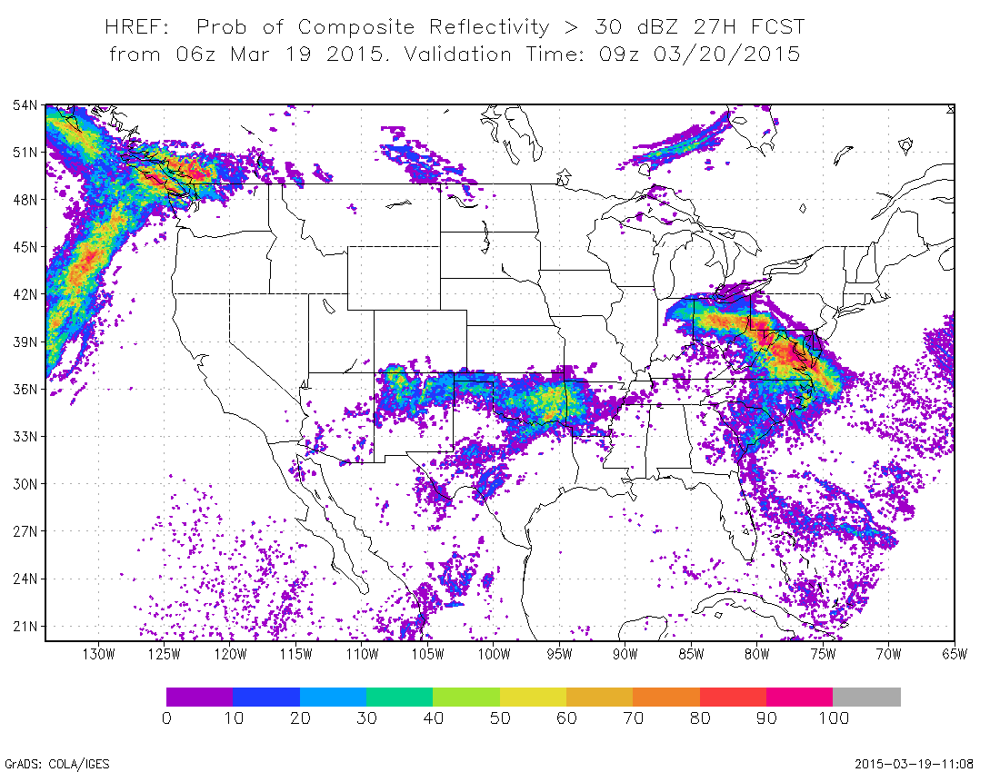 HREF:  Prob of Composite Reflectivity > 30 dBZ 27H FCST
from 06z Mar 19 2015. Validation Time: 09z 03/20/2015
54N
51N
48N
45N
42N
39N
36N
33N
30N
27N
24N
21N
130W 125W 120W 115W 110W 105W 100W 95W 90W 85W 80W 75W 70W 65W
0 10 20 30 40 50 60 70 80 90 100
GrADS: COLA/IGES 2015-03-19-11:08